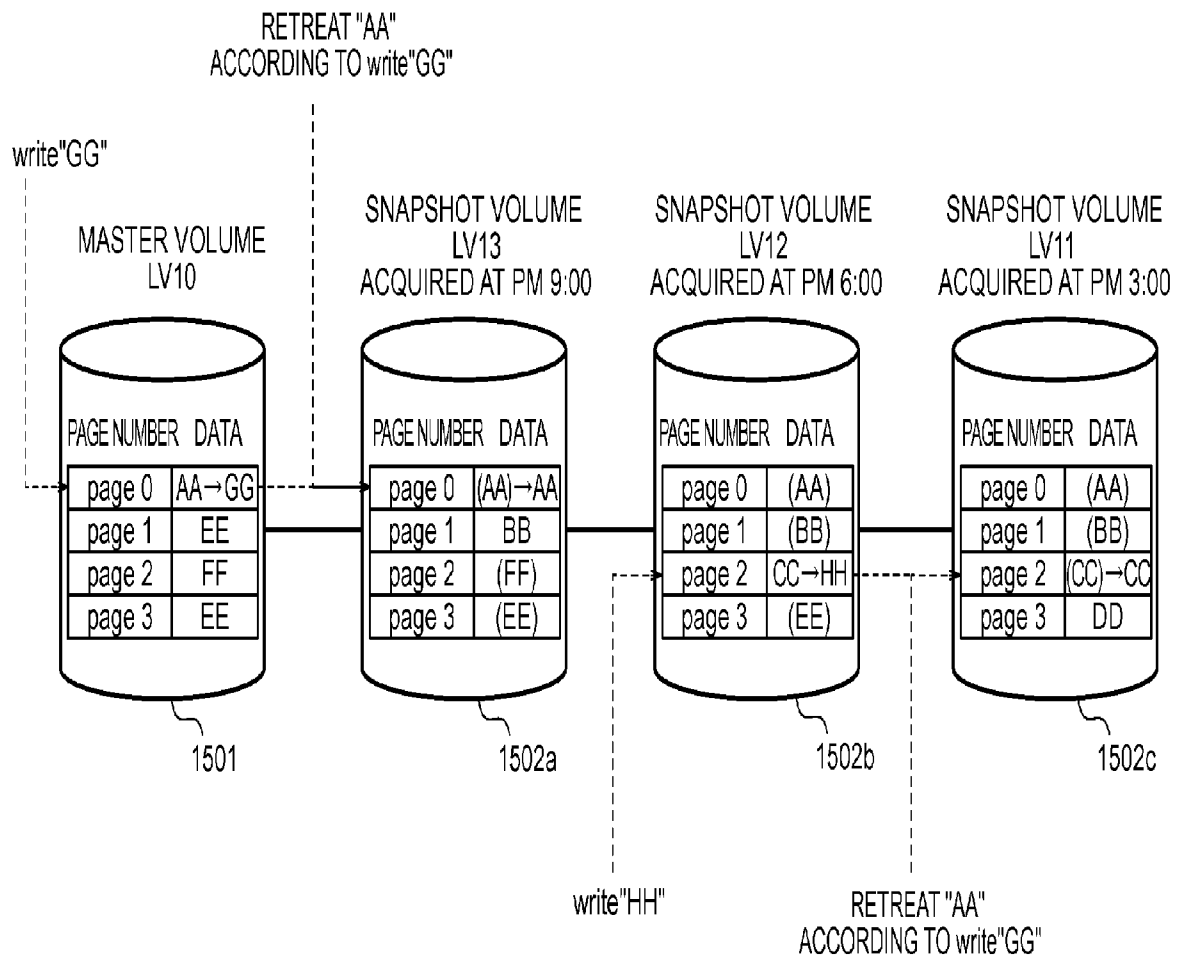 RETREAT "AA"
ACCORDING TO write"GG"
write"GG"
MASTER VOLUME
LV10
SNAPSHOT VOLUME
LV13
ACQUIRED AT PM 9:00
SNAPSHOT VOLUME
LV12
ACQUIRED AT PM 6:00
SNAPSHOT VOLUME
LV11
ACQUIRED AT PM 3:00
PAGE NUMBER DATA
page 0 AA→GG
page 1 EE
page 2 FF
page 3 EE
PAGE NUMBER DATA
page 0 (AA)→AA
page 1 BB
page 2 (FF)
page 3 (EE)
PAGE NUMBER DATA
page 0 (AA)
page 1 (BB)
page 2 CC→HH
page 3 (EE)
PAGE NUMBER DATA
page 0 (AA)
page 1 (BB)
page 2 (CC)→CC
page 3 DD
1501
1502a
1502b
1502c
write"HH"
RETREAT "AA"
ACCORDING TO write"GG"